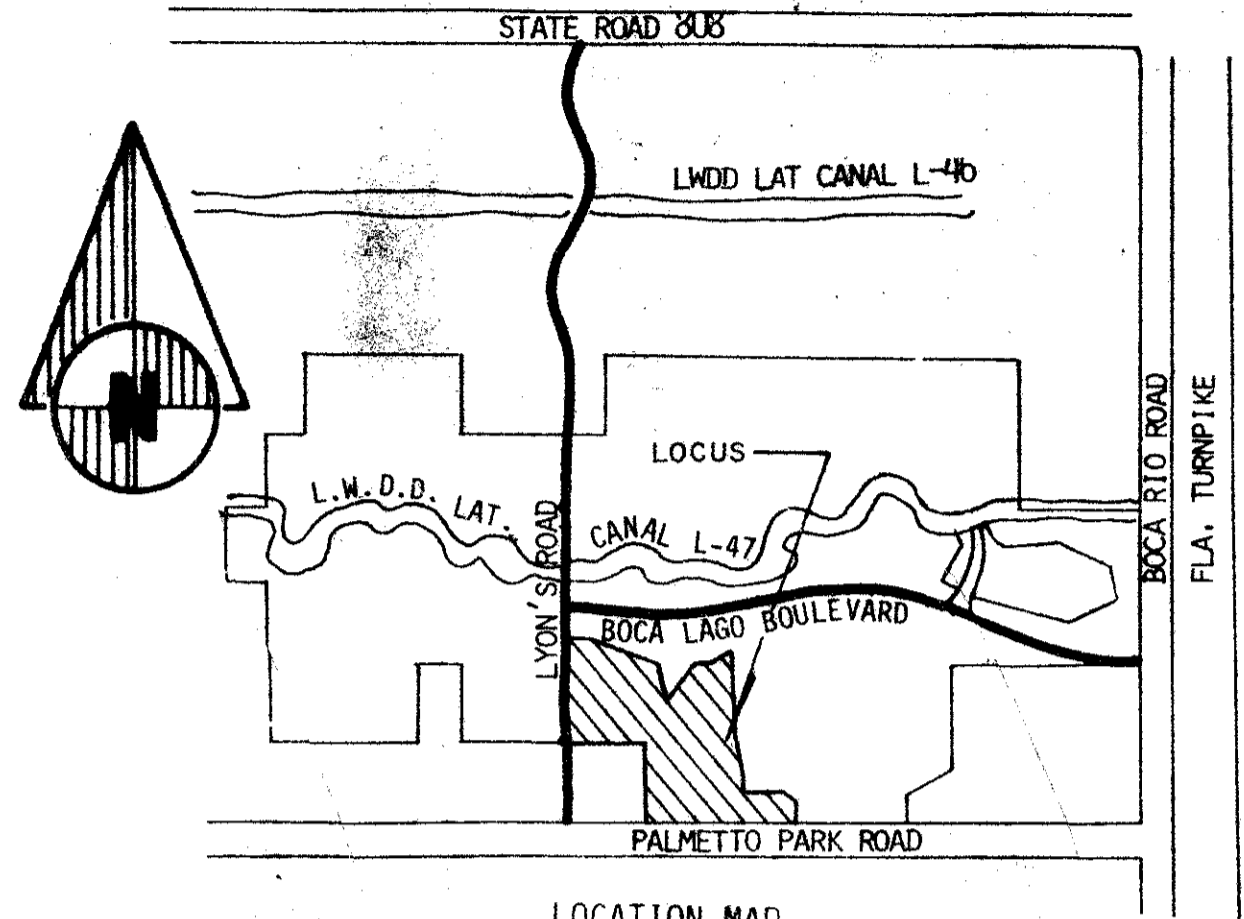 STATE ROAD 808
LWDD LAT CANAL L-46
N
LOCUS
L.W.D.D. LAT. CANAL L-47
LYON'S ROAD
BOCA LAGO BOULEVARD
BOCA RIO ROAD
FLA. TURNPIKE
PALMETTO PARK ROAD
LOCATION MAP